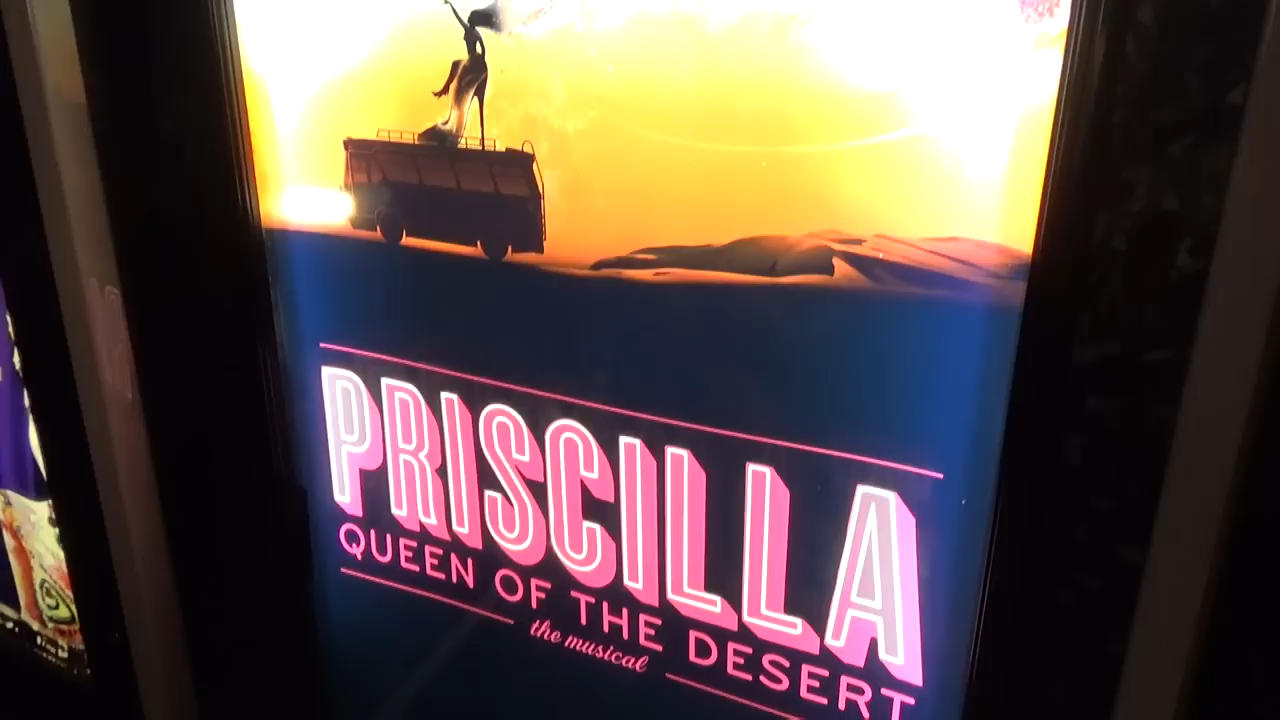 PRISCILLA
QUEEN OF THE DESERT
the musical